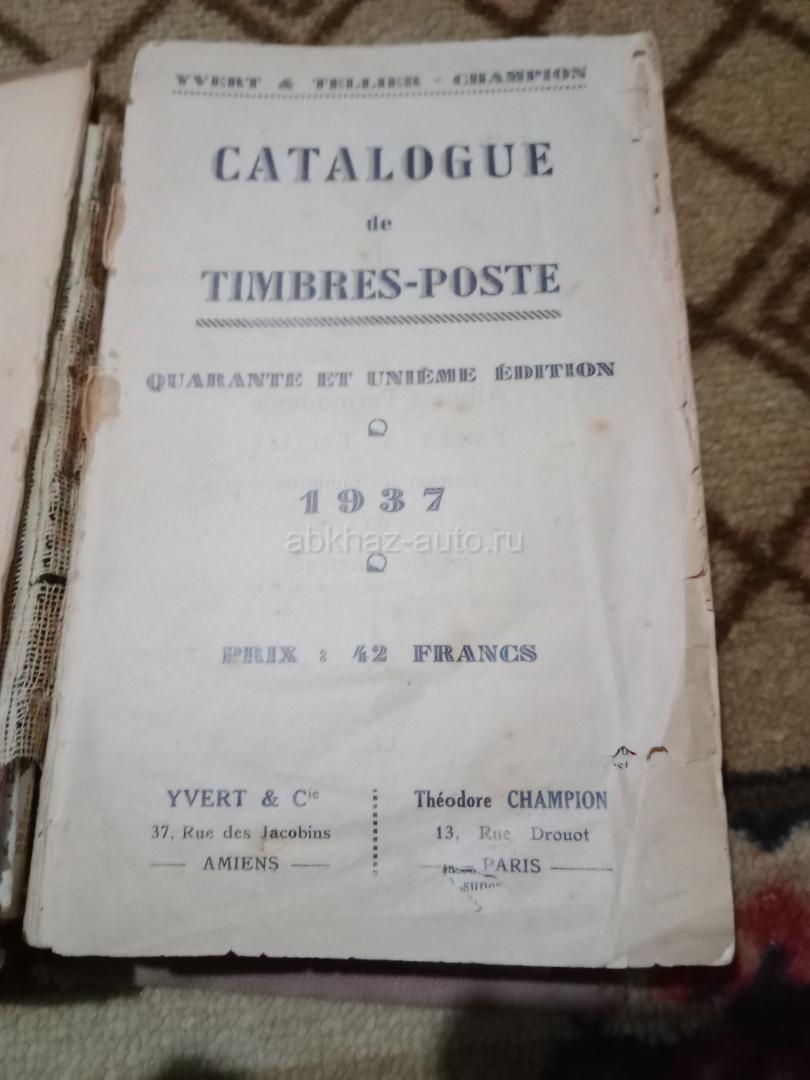 YVERT & TELLIER - CHAMPION
CATALOGUE
de
TIMBRES-POSTE
QUARANTE ET UNIÈME ÉDITION
1937
abkhaz-auto.ru
PRIX : 42 FRANCS
YVERT & Cie
37, Rue des Jacobins
AMIENS
Théodore CHAMPION
13, Rue Drouot
PARIS